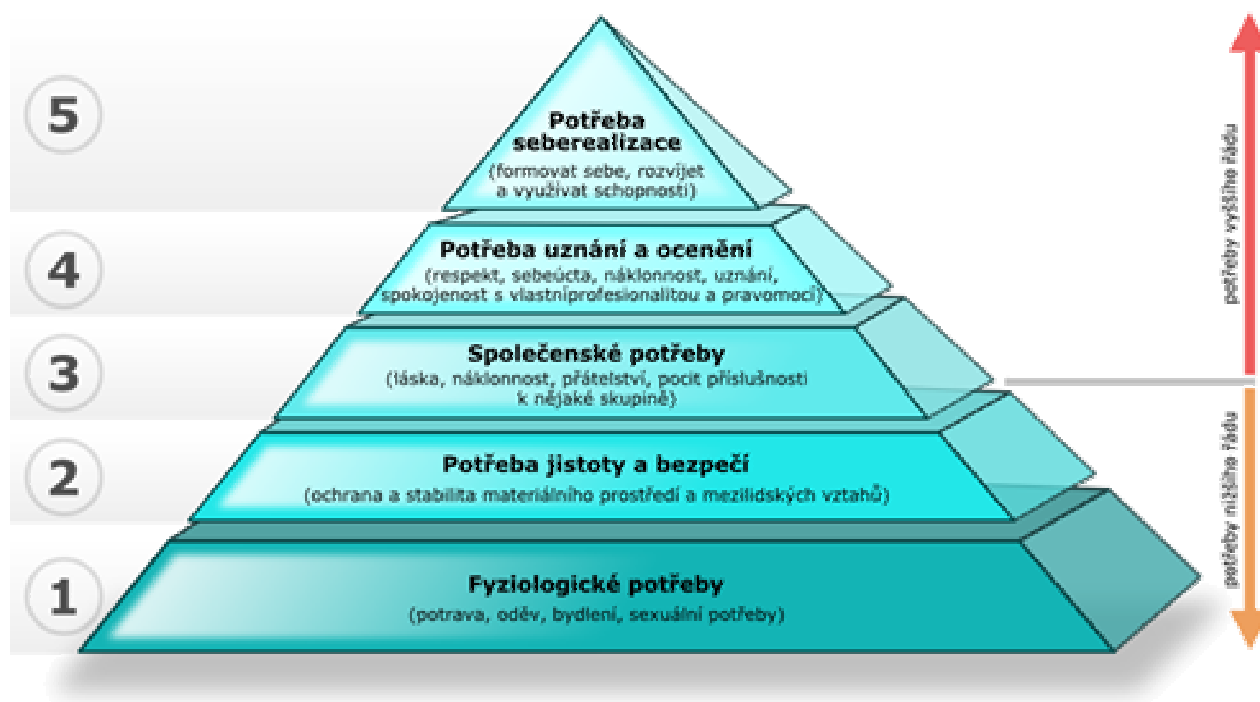 5
Potřeba
seberealizace
(formovat sebe, rozvíjet
a využívat schopnosti)
4
Potřeba uznání a ocenění
(respekt, sebeúcta, náklonnost, uznání,
spokojenost s vlastníprofesionalitou a pravomocí)
3
Společenské potřeby
(láska, náklonnost, přátelství, pocit příslušnosti
k nějaké skupině)
2
Potřeba jistoty a bezpečí
(ochrana a stabilita materiálního prostředí a mezilidských vztahů)
1
Fyziologické potřeby
(potrava, oděv, bydlení, sexuální potřeby)
potřeby vyššího řádu
potřeby nižšího řádu